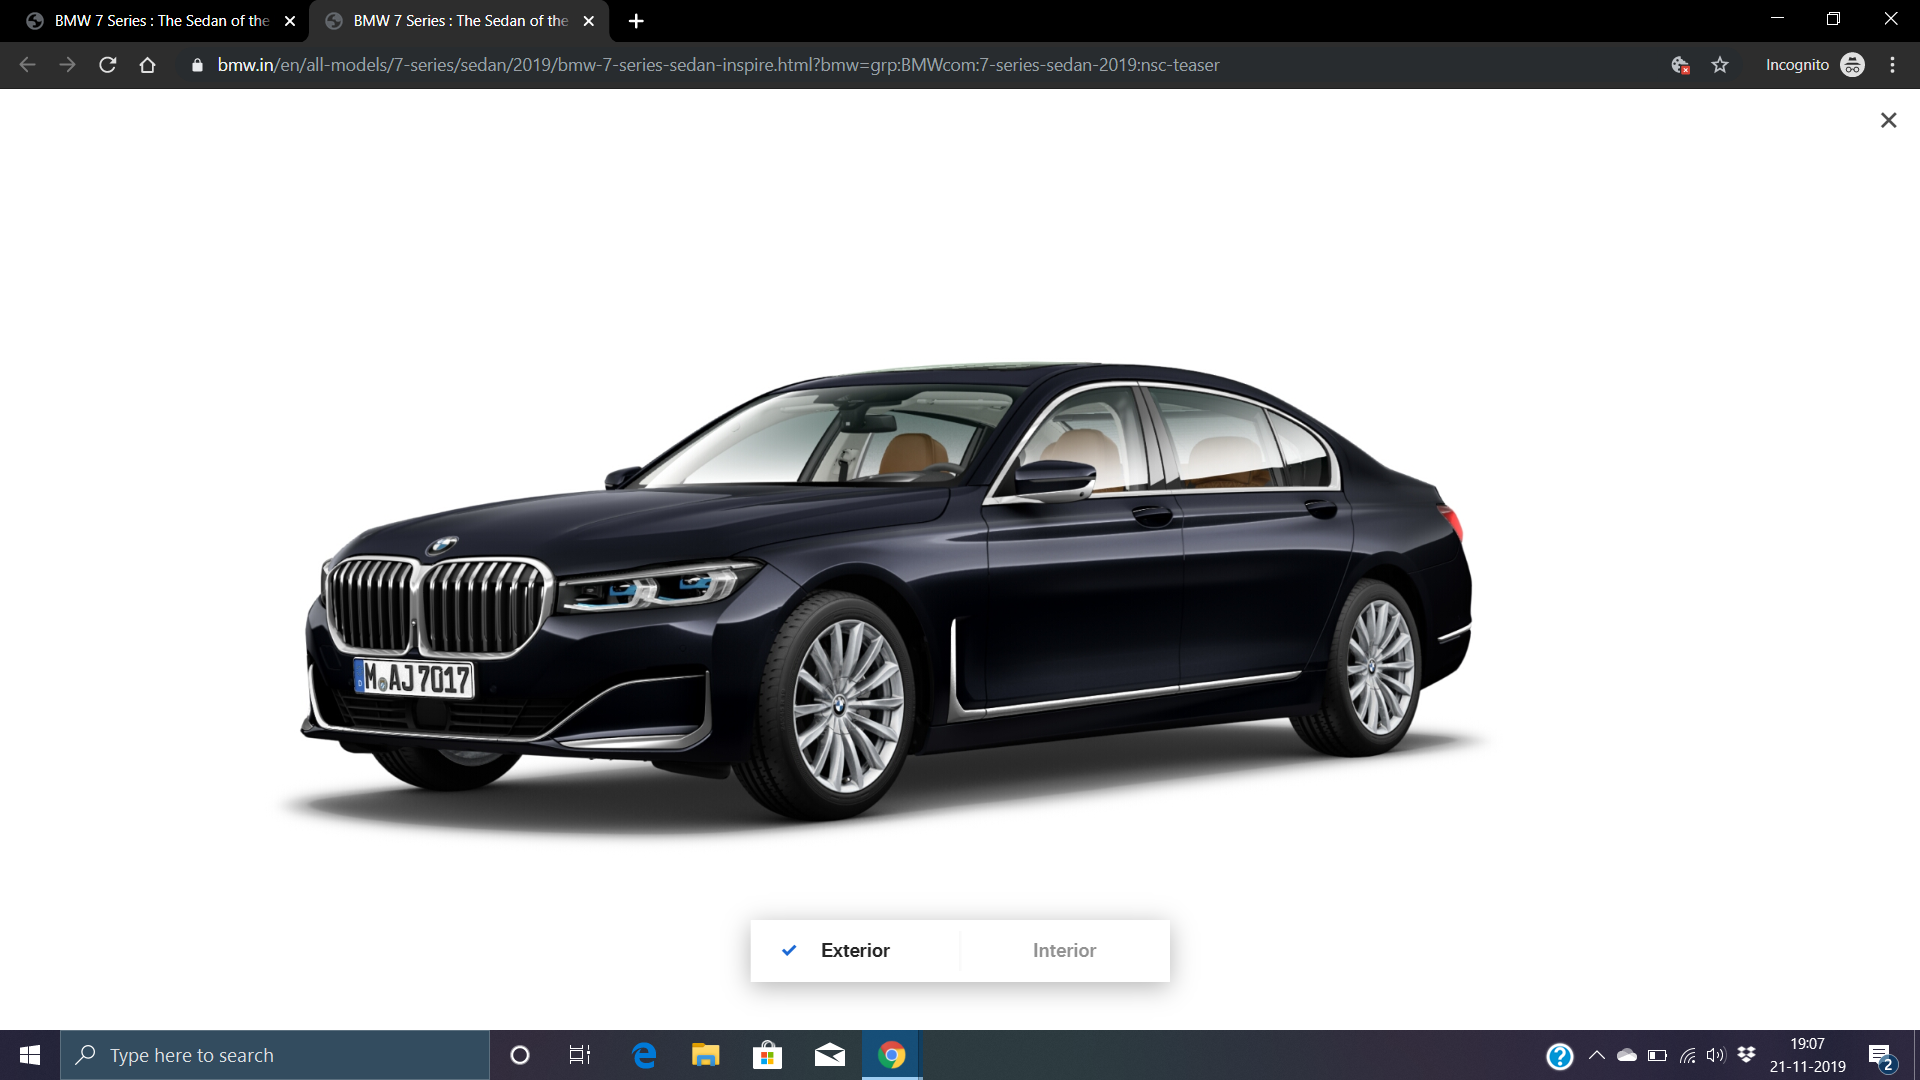 BMW 7 Series : The Sedan of the
BMW 7 Series : The Sedan of the
bmw.in/en/all-models/7-series/sedan/2019/bmw-7-series-sedan-inspire.html?bmw=grp:BMWcom:7-series-sedan-2019:nsc-teaser
Incognito
M AJ 7017
D
Exterior
Interior
Type here to search
19:07
21-11-2019
2